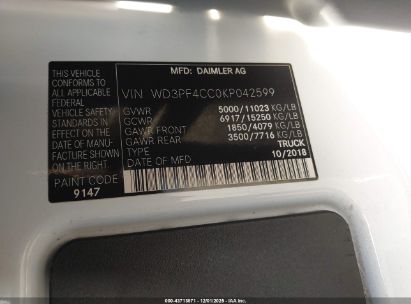 THIS VEHICLE
CONFORMS TO
ALL APPLICABLE
FEDERAL
VEHICLE SAFETY
STANDARDS IN
EFFECT ON THE
DATE OF MANU-
FACTURE SHOWN
ON THE RIGHT.
PAINT CODE
9147
MFD: DAIMLER AG
VIN WD3PF4CC0KP042599
GVWR 5000/11023 KG/LB
GCWR 6917/15250 KG/LB
GAWR FRONT 1850/4079 KG/LB
GAWR REAR 3500/7716 KG/LB
TYPE TRUCK
DATE OF MFD 10/2018
000-43713671 - 12/01/2025 - IAA Inc.